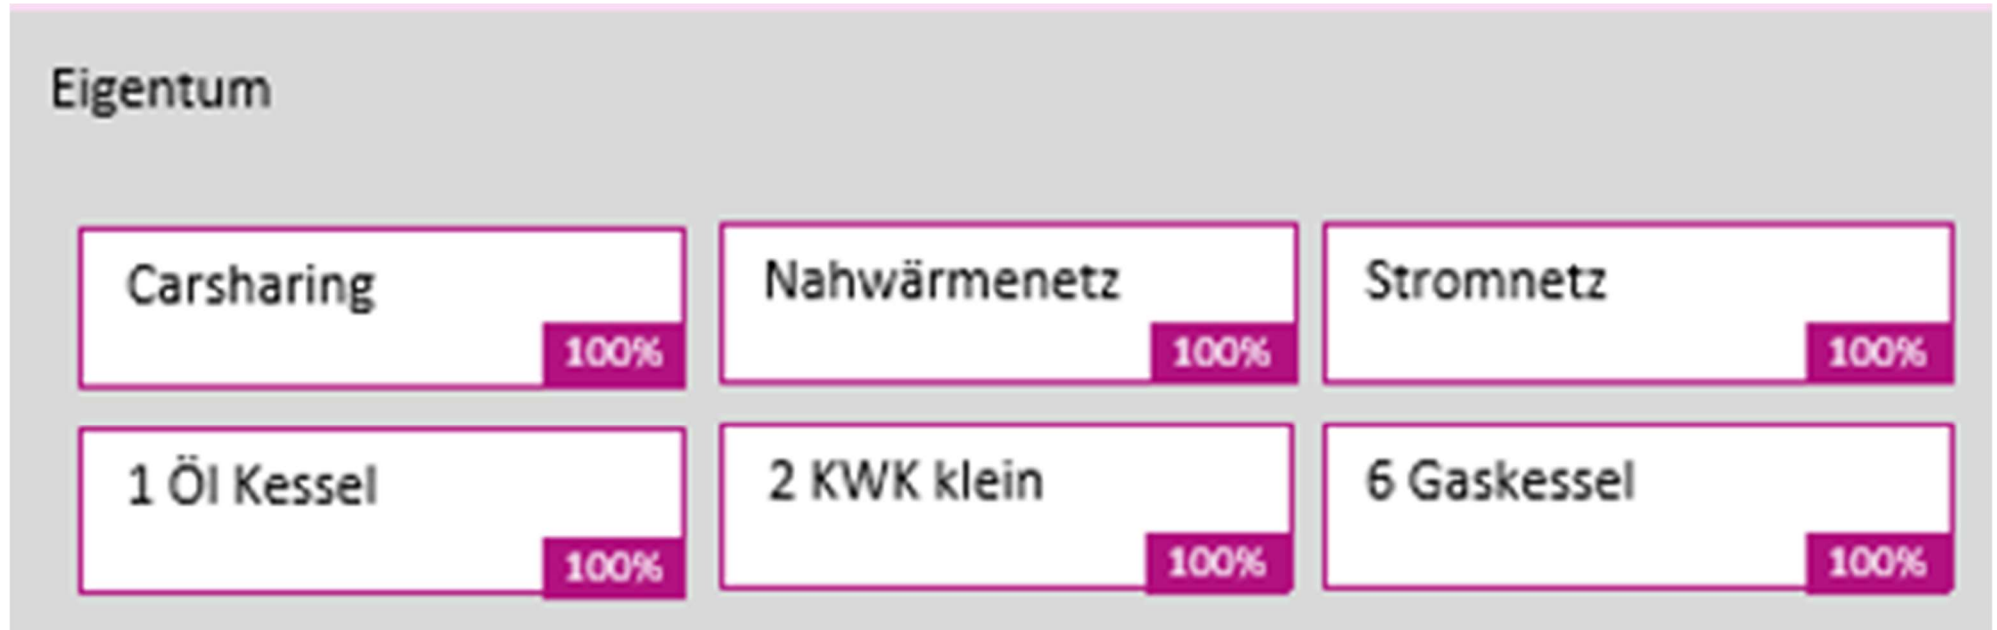 Eigentum
Carsharing
100%
Nahwärmenetz
100%
Stromnetz
100%
1 Öl Kessel
100%
2 KWK klein
100%
6 Gaskessel
100%